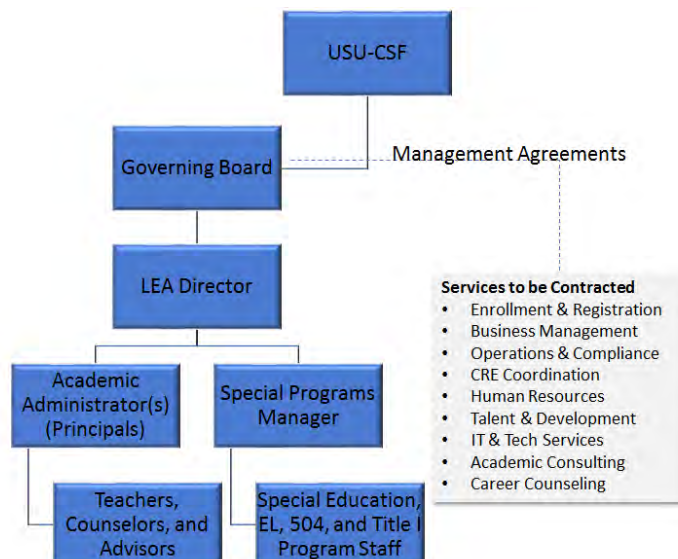 USU-CSF
Governing Board
Management Agreements
LEA Director
Services to be Contracted
• Enrollment & Registration
• Business Management
• Operations & Compliance
• CRE Coordination
• Human Resources
• Talent & Development
• IT & Tech Services
• Academic Consulting
• Career Counseling
Academic
Administrator(s)
(Principals)
Special Programs
Manager
Teachers,
Counselors, and
Advisors
Special Education,
EL, 504, and Title I
Program Staff